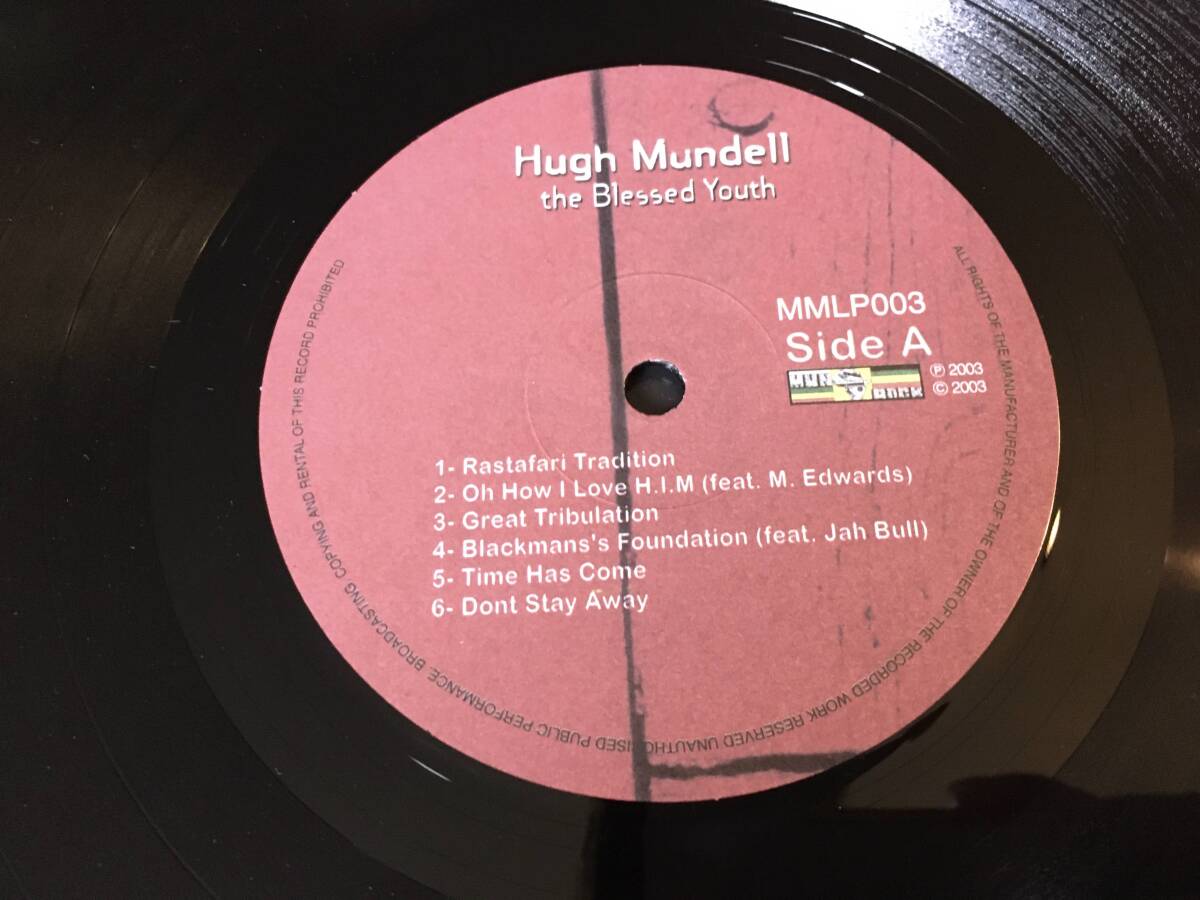 Hugh Mundell
the Blessed Youth
MMLP003
Side A
ROCK
Ⓟ 2003
© 2003
1- Rastafari Tradition
2- Oh How I Love H.I.M (feat. M. Edwards)
3- Great Tribulation
4- Blackmans's Foundation (feat. Jah Bull)
5- Time Has Come
6- Dont Stay Away
ALL RIGHTS OF THE MANUFACTURER AND OF THE OWNER OF THE RECORDED WORK RESERVED UNAUTHORISED PUBLIC PERFORMANCE BROADCASTING COPYING AND RENTAL OF THIS RECORD PROHIBITED